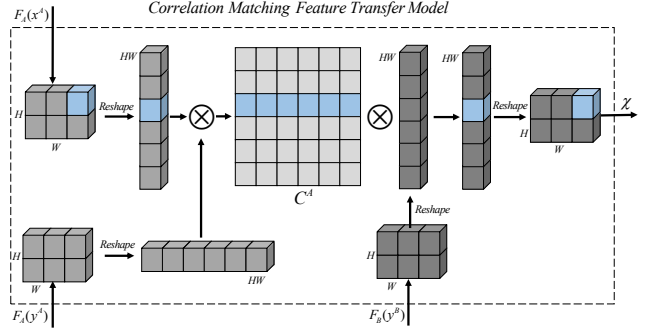 Correlation Matching Feature Transfer Model
F_A(x^A)
HW
HW
HW
H
Reshape
Reshape
χ
W
H
W
C^A
Reshape
Reshape
H
W
HW
H
W
F_A(y^A)
F_B(y^B)